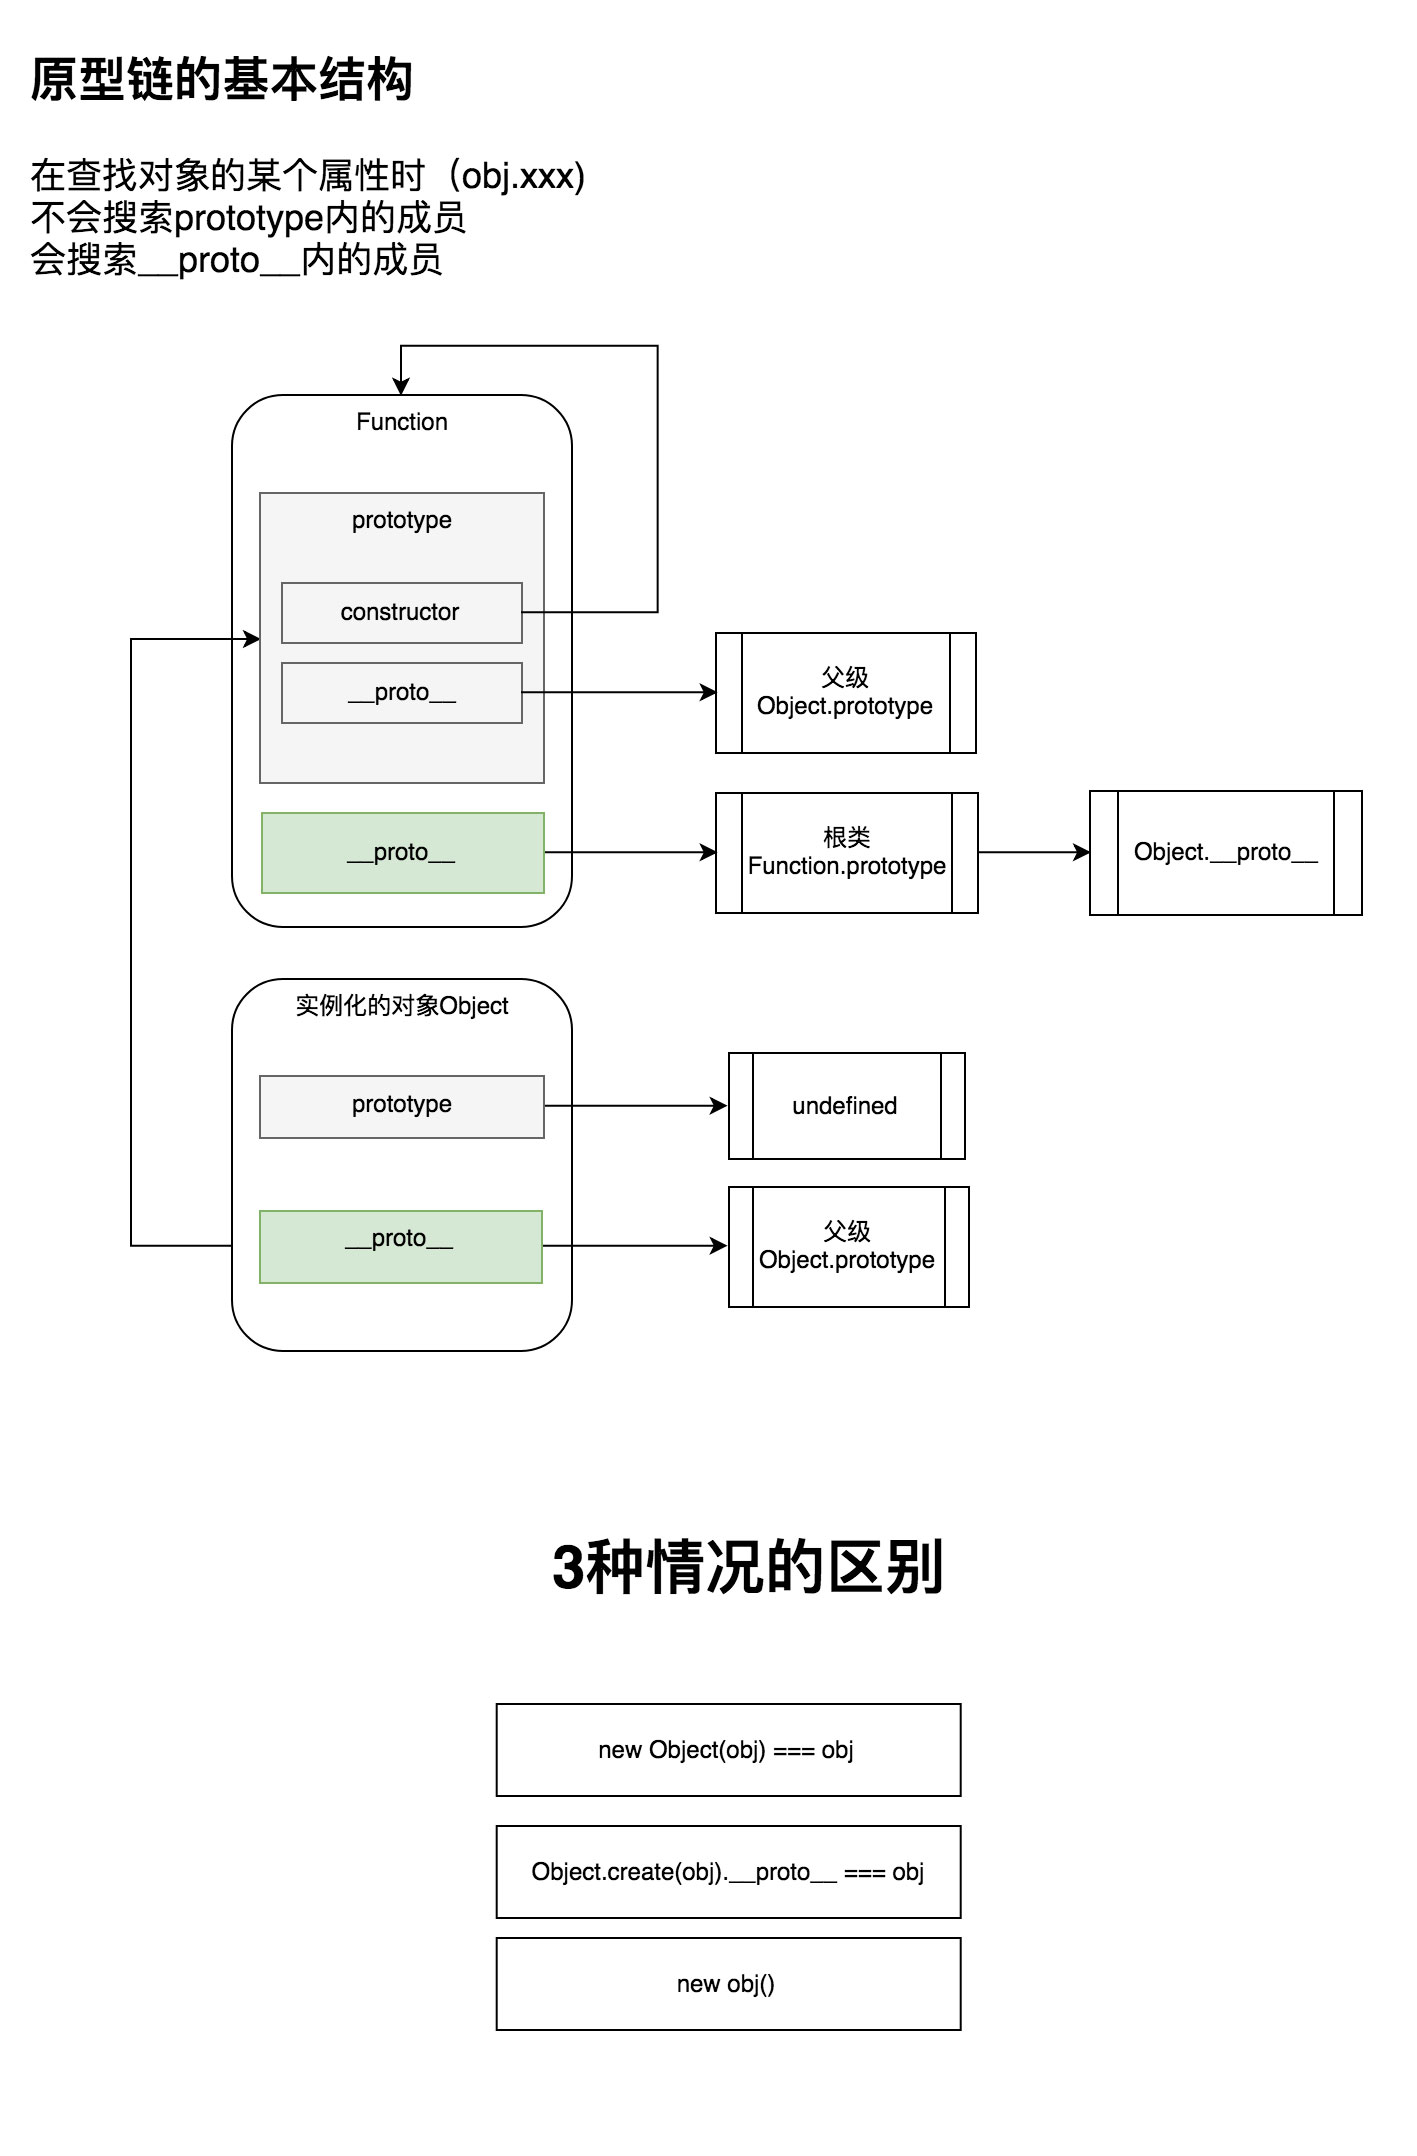 原型链的基本结构
在查找对象的某个属性时（obj.xxx)
不会搜索prototype内的成员
会搜索__proto__内的成员
Function
prototype
constructor
__proto__
父级
Object.prototype
__proto__
根类
Function.prototype
Object.__proto__
实例化的对象Object
prototype
undefined
__proto__
父级
Object.prototype
3种情况的区别
new Object(obj) === obj
Object.create(obj).__proto__ === obj
new obj()